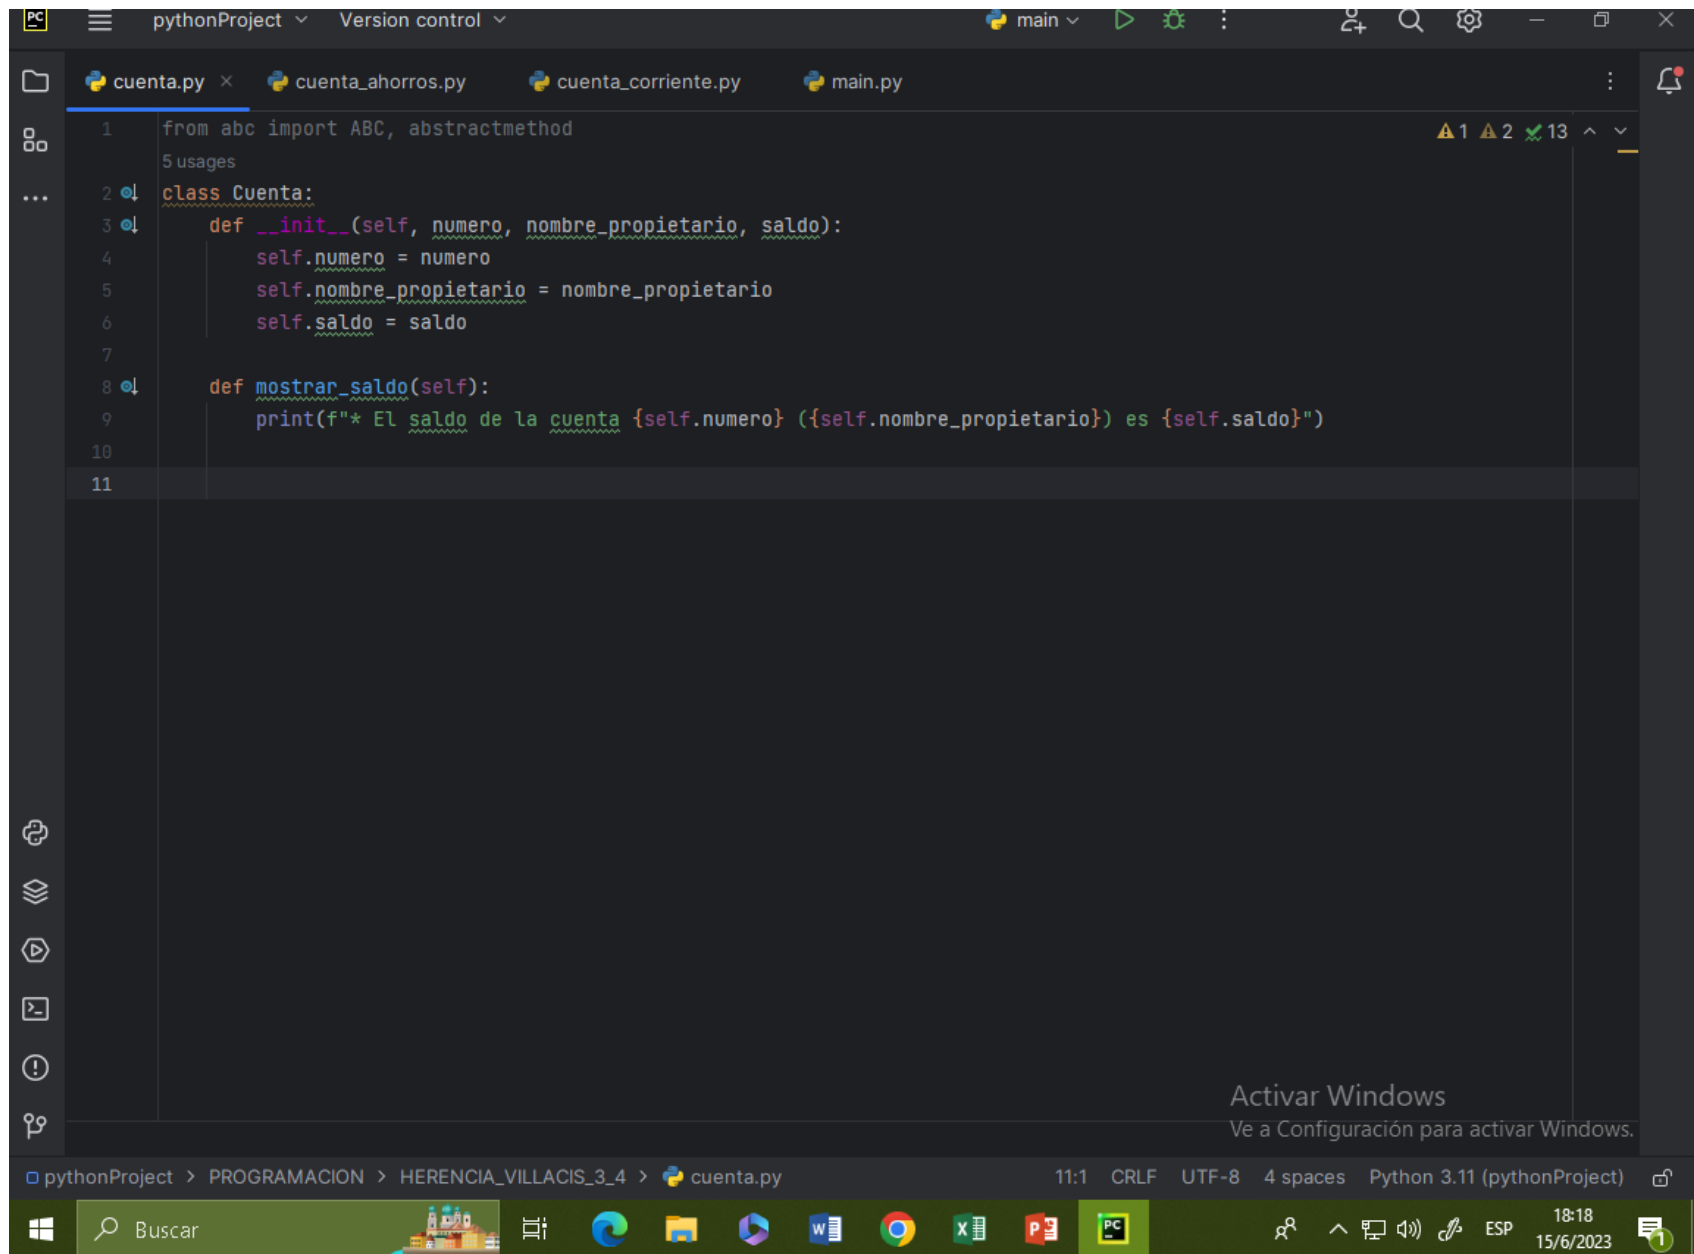 PC pythonProject Version control main
cuenta.py cuenta_ahorros.py cuenta_corriente.py main.py
1 from abc import ABC, abstractmethod 1 2 13
5 usages
2 class Cuenta:
3 def __init__(self, numero, nombre_propietario, saldo):
4 self.numero = numero
5 self.nombre_propietario = nombre_propietario
6 self.saldo = saldo
7
8 def mostrar_saldo(self):
9 print(f"* El saldo de la cuenta {self.numero} ({self.nombre_propietario}) es {self.saldo}")
10
11
Activar Windows
Ve a Configuración para activar Windows.
pythonProject > PROGRAMACION > HERENCIA_VILLACIS_3_4 > cuenta.py 11:1 CRLF UTF-8 4 spaces Python 3.11 (pythonProject)
Buscar ESP 18:18
15/6/2023 1